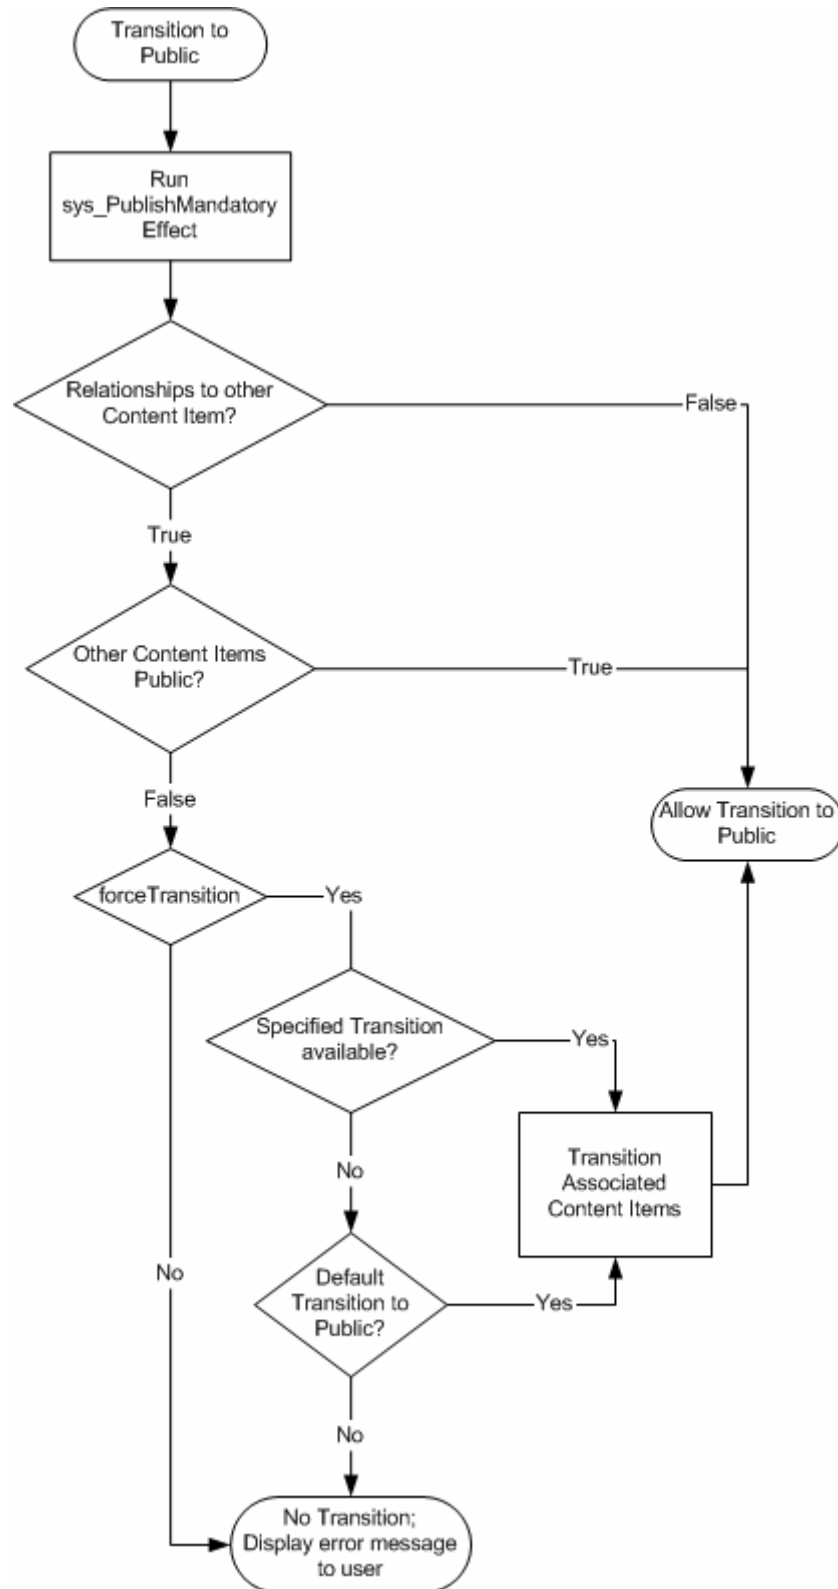 Transition to
Public
Run
sys_PublishMandatory
Effect
Relationships to other
Content Item?
False
True
Other Content Items
Public?
True
False
Allow Transition to
Public
forceTransition
Yes
Specified Transition
available?
Yes
No
Transition
Associated
Content Items
No
Default
Transition to
Public?
Yes
No
No Transition;
Display error message
to user